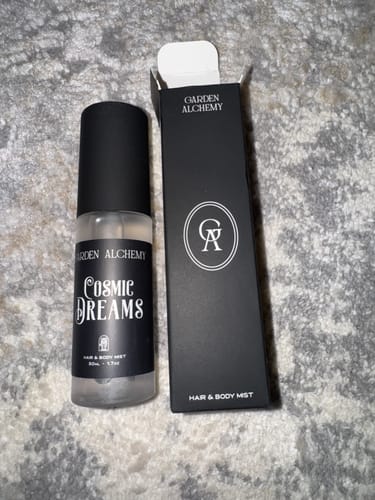 GARDEN ALCHEMY
COSMIC
DREAMS
HAIR & BODY MIST
50mL - 1.7oz
GARDEN
ALCHEMY
GA
HAIR & BODY MIST